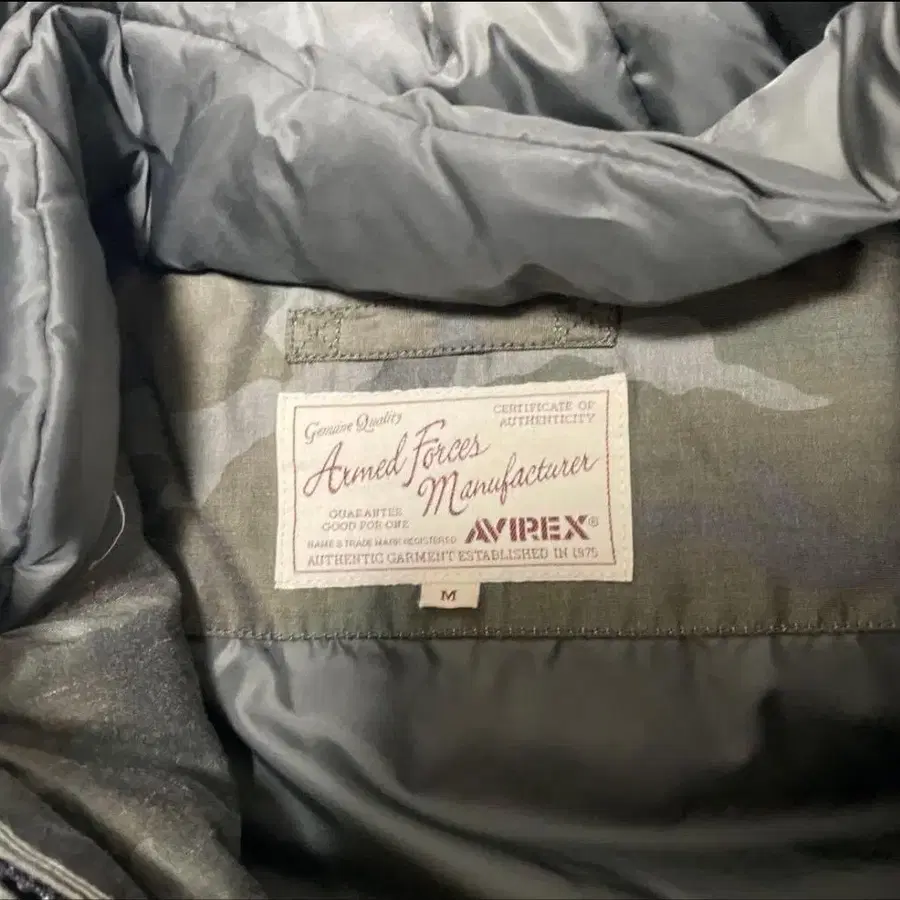 Genuine Quality
CERTIFICATE OF
AUTHENTICITY
Armed Forces
Manufacturer
GUARANTEE
GOOD FOR ONE
NAME & TRADE MARK REGISTERED
AVIREX®
AUTHENTIC GARMENT ESTABLISHED IN 1975
M